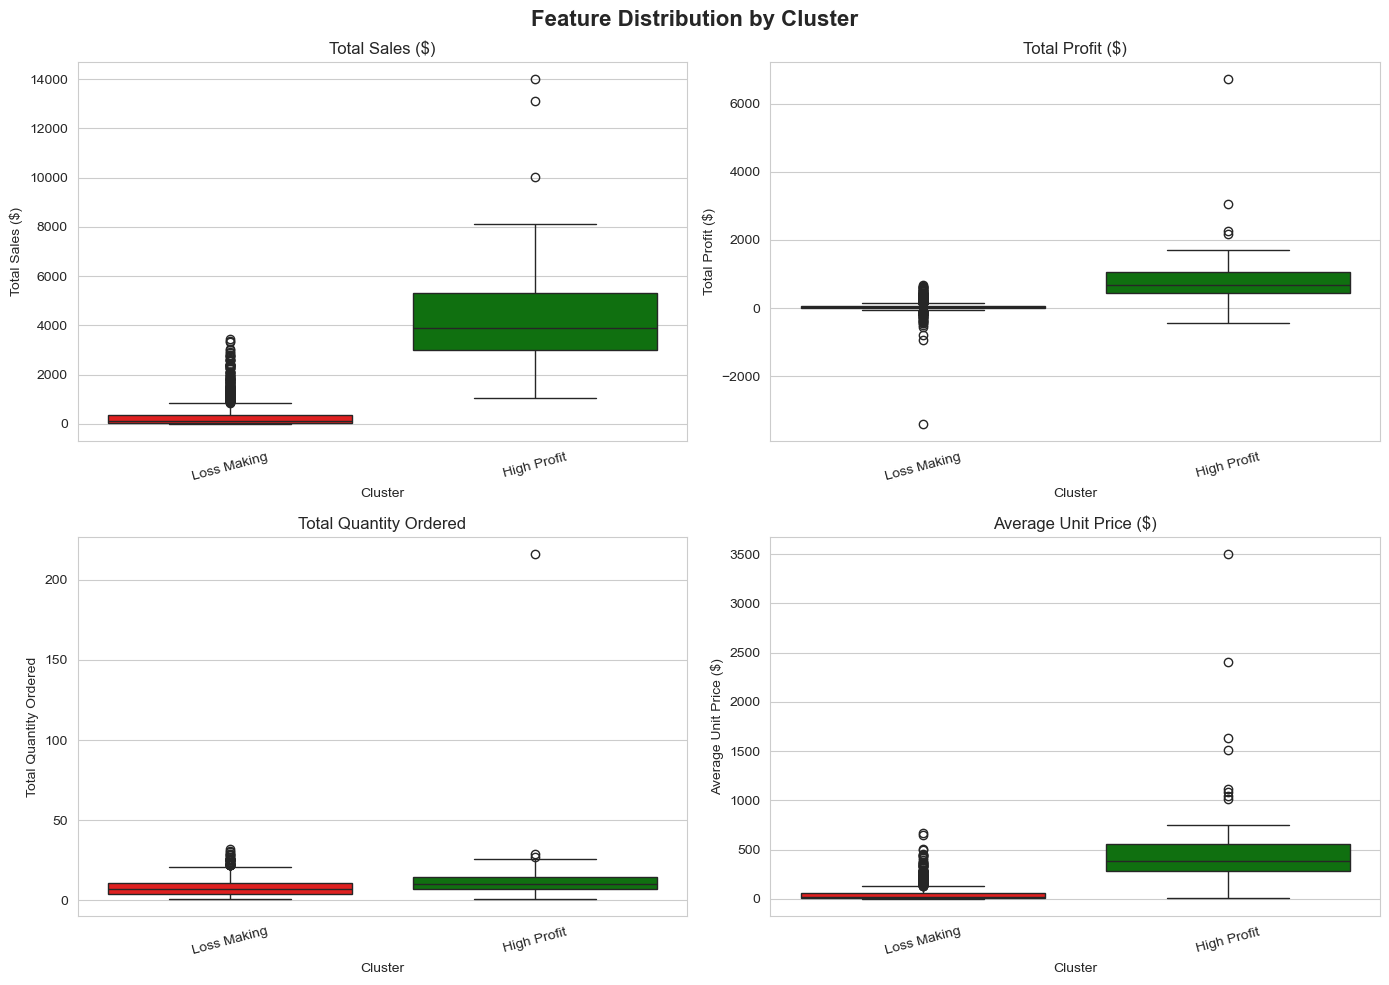 Feature Distribution by Cluster
Total Sales ($)
14000
12000
10000
8000
6000
4000
2000
0
Total Sales ($)
Loss Making
High Profit
Cluster
Total Profit ($)
6000
4000
2000
0
−2000
Total Profit ($)
Loss Making
High Profit
Cluster
Total Quantity Ordered
200
150
100
50
0
Total Quantity Ordered
Loss Making
High Profit
Cluster
Average Unit Price ($)
3500
3000
2500
2000
1500
1000
500
0
Average Unit Price ($)
Loss Making
High Profit
Cluster